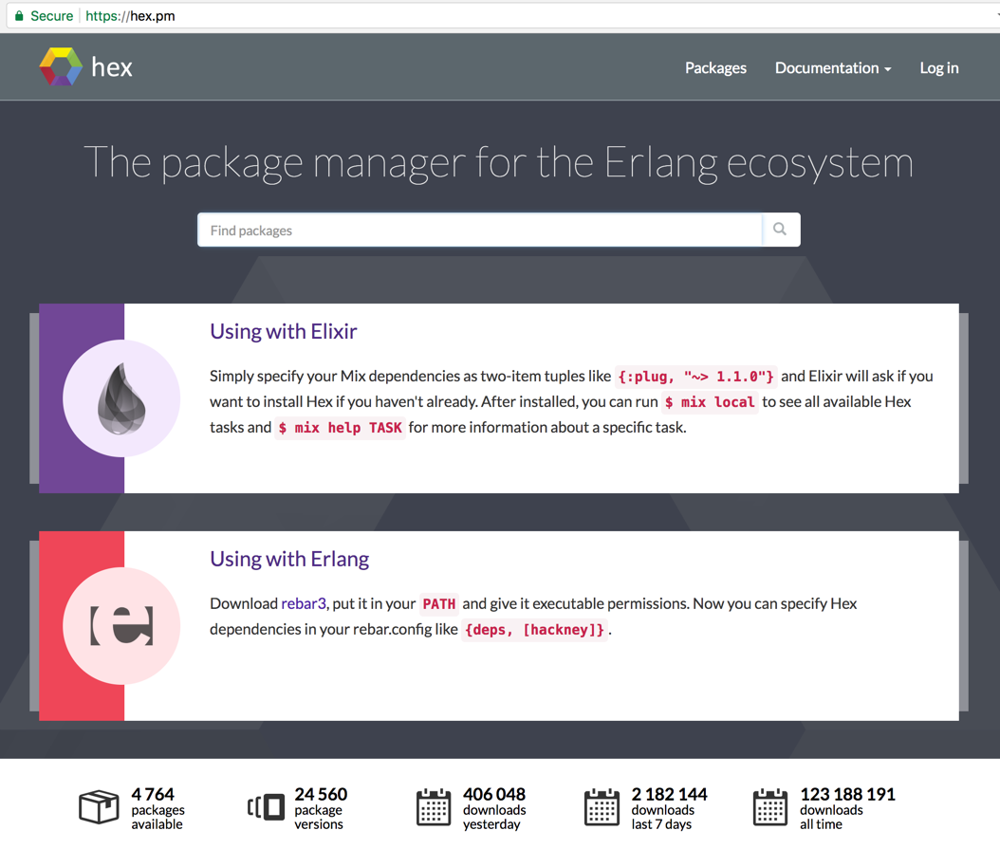 Secure https://hex.pm
hex
Packages Documentation Log in
The package manager for the Erlang ecosystem
Find packages
Using with Elixir
Simply specify your Mix dependencies as two-item tuples like {:plug, "~> 1.1.0"} and Elixir will ask if you
want to install Hex if you haven't already. After installed, you can run $ mix local to see all available Hex
tasks and $ mix help TASK for more information about a specific task.
Using with Erlang
[e]
Download rebar3, put it in your PATH and give it executable permissions. Now you can specify Hex
dependencies in your rebar.config like {deps, [hackney]} .
4 764
packages
available
24 560
package
versions
406 048
downloads
yesterday
2 182 144
downloads
last 7 days
123 188 191
downloads
all time